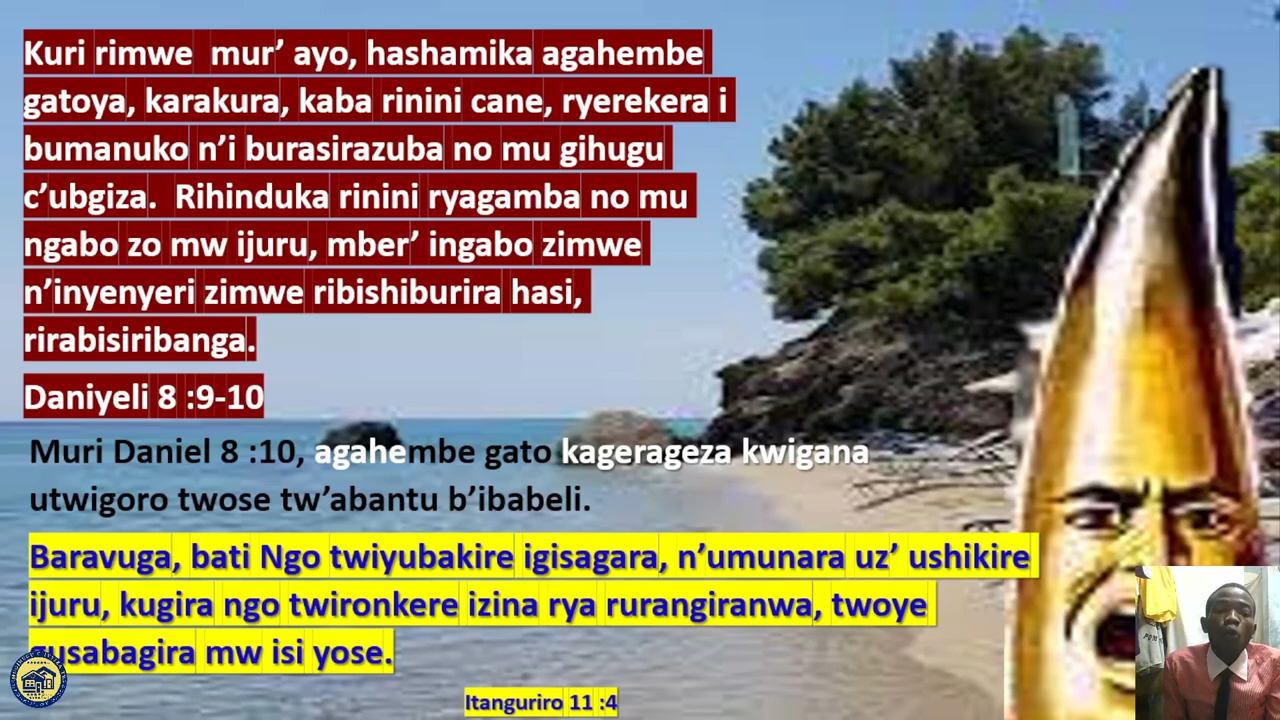 Kuri rimwe mur’ ayo, hashamika agahembe
gatoya, karakura, kaba rinini cane, ryerekera i
bumanuko n’i burasirazuba no mu gihugu
c’ubgiza. Rihinduka rinini ryagamba no mu
ngabo zo mw ijuru, mber’ ingabo zimwe
n’inyenyeri zimwe ribishiburira hasi,
rirabisiribanga.
Daniyeli 8 :9-10
Muri Daniel 8 :10, agahembe gato kagerageza kwigana
utwigoro twose tw’abantu b’ibabeli.
Baravuga, bati Ngo twiyubakire igisagara, n’umunara uz’ ushikire
ijuru, kugira ngo twironkere izina rya rurangiranwa, twoye
mw isi yose.
Itanguriro 11 :4